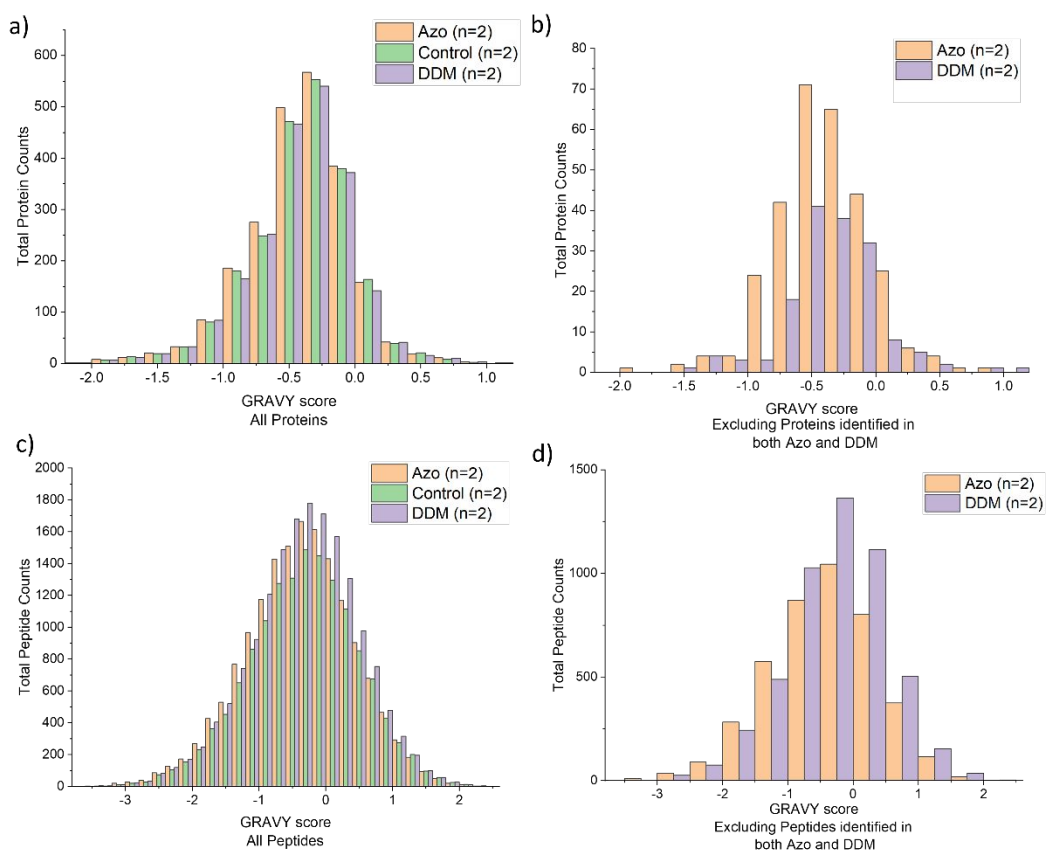 a)
Azo (n=2)
Control (n=2)
DDM (n=2)
600
500
400
300
200
100
0
Total Protein Counts
-2.0 -1.5 -1.0 -0.5 0.0 0.5 1.0
GRAVY score
All Proteins
b)
Azo (n=2)
DDM (n=2)
80
70
60
50
40
30
20
10
0
Total Protein Counts
-2.0 -1.5 -1.0 -0.5 0.0 0.5 1.0
GRAVY score
Excluding Proteins identified in
both Azo and DDM
c)
Azo (n=2)
Control (n=2)
DDM (n=2)
2000
1800
1600
1400
1200
1000
800
600
400
200
0
Total Peptide Counts
-3 -2 -1 0 1 2
GRAVY score
All Peptides
d)
Azo (n=2)
DDM (n=2)
1500
1000
500
0
Total Peptide Counts
-3 -2 -1 0 1 2
GRAVY score
Excluding Peptides identified in
both Azo and DDM